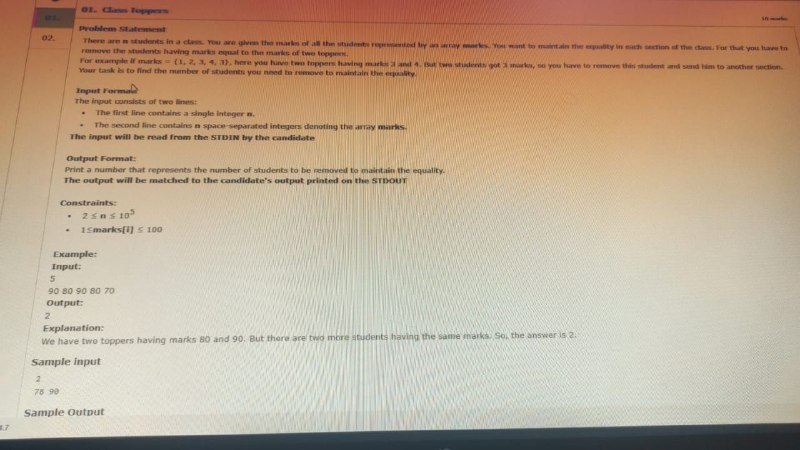 01. Class Toppers
01.
10 marks
02.
Problem Statement
There are n students in a class. You are given the marks of all the students represented by an array marks. You want to maintain the equality in each section of the class. For that you have to
remove the students having marks equal to the marks of two toppers.
For example if marks = {1, 2, 3, 4, 3}, here you have two toppers having marks 3 and 4. But two students got 3 marks, so you have to remove this student and send him to another section.
Your task is to find the number of students you need to remove to maintain the equality.
Input Format
The input consists of two lines:
• The first line contains a single integer n.
• The second line contains n space-separated integers denoting the array marks.
The input will be read from the STDIN by the candidate
Output Format:
Print a number that represents the number of students to be removed to maintain the equality.
The output will be matched to the candidate's output printed on the STDOUT
Constraints:
• 2 ≤ n ≤ 10⁵
• 1≤marks[i] ≤ 100
Example:
Input:
5
90 80 90 80 70
Output:
2
Explanation:
We have two toppers having marks 80 and 90. But there are two more students having the same marks. So, the answer is 2.
Sample input
2
78 90
Sample Output